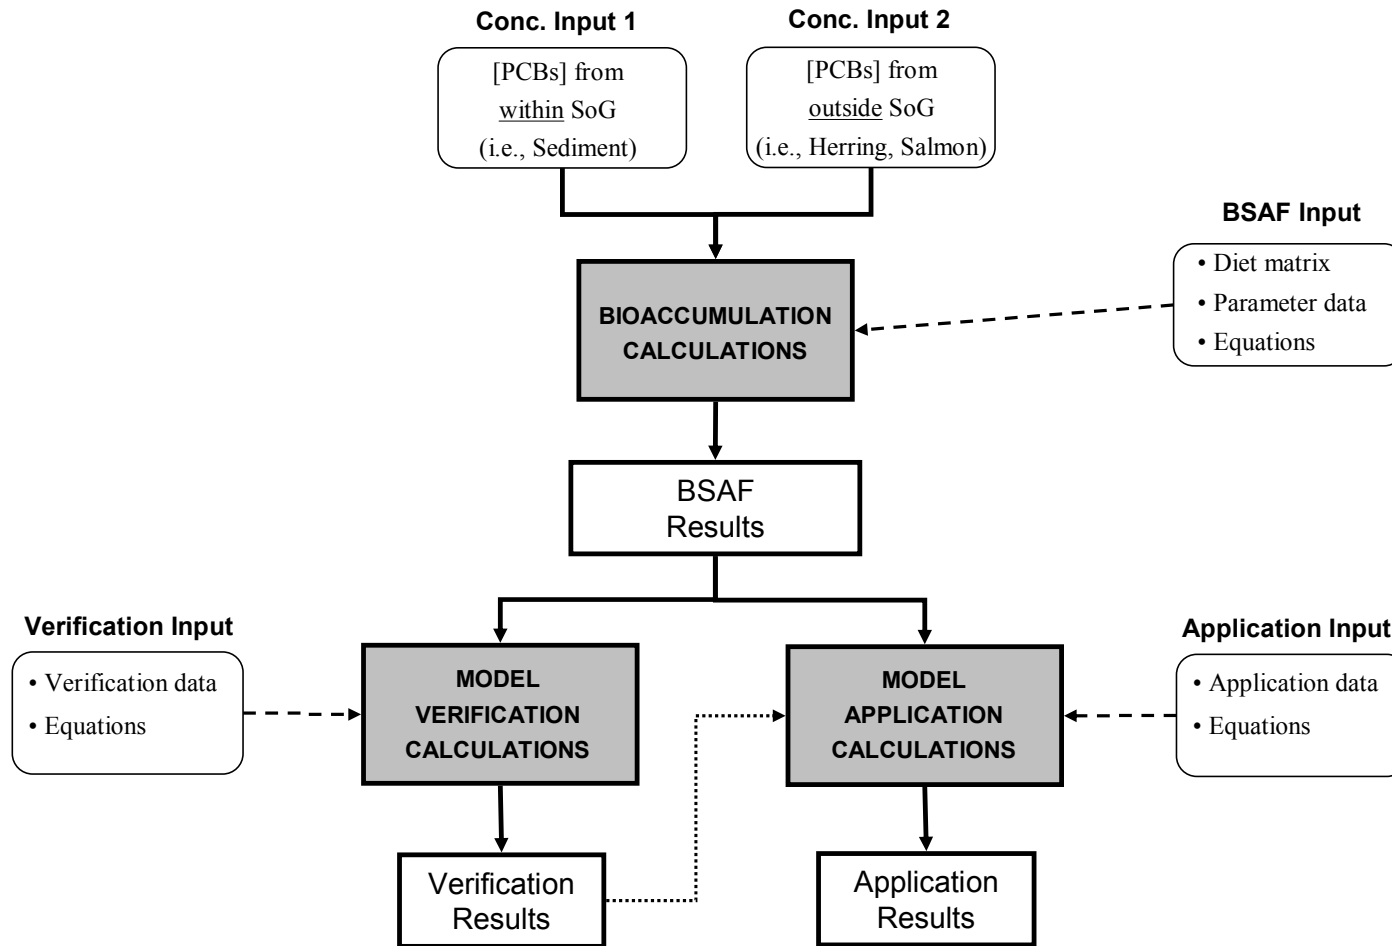 Conc. Input 1
[PCBs] from
within SoG
(i.e., Sediment)
Conc. Input 2
[PCBs] from
outside SoG
(i.e., Herring, Salmon)
BSAF Input
• Diet matrix
• Parameter data
• Equations
BIOACCUMULATION
CALCULATIONS
BSAF
Results
Verification Input
• Verification data
• Equations
MODEL
VERIFICATION
CALCULATIONS
MODEL
APPLICATION
CALCULATIONS
Application Input
• Application data
• Equations
Verification
Results
Application
Results